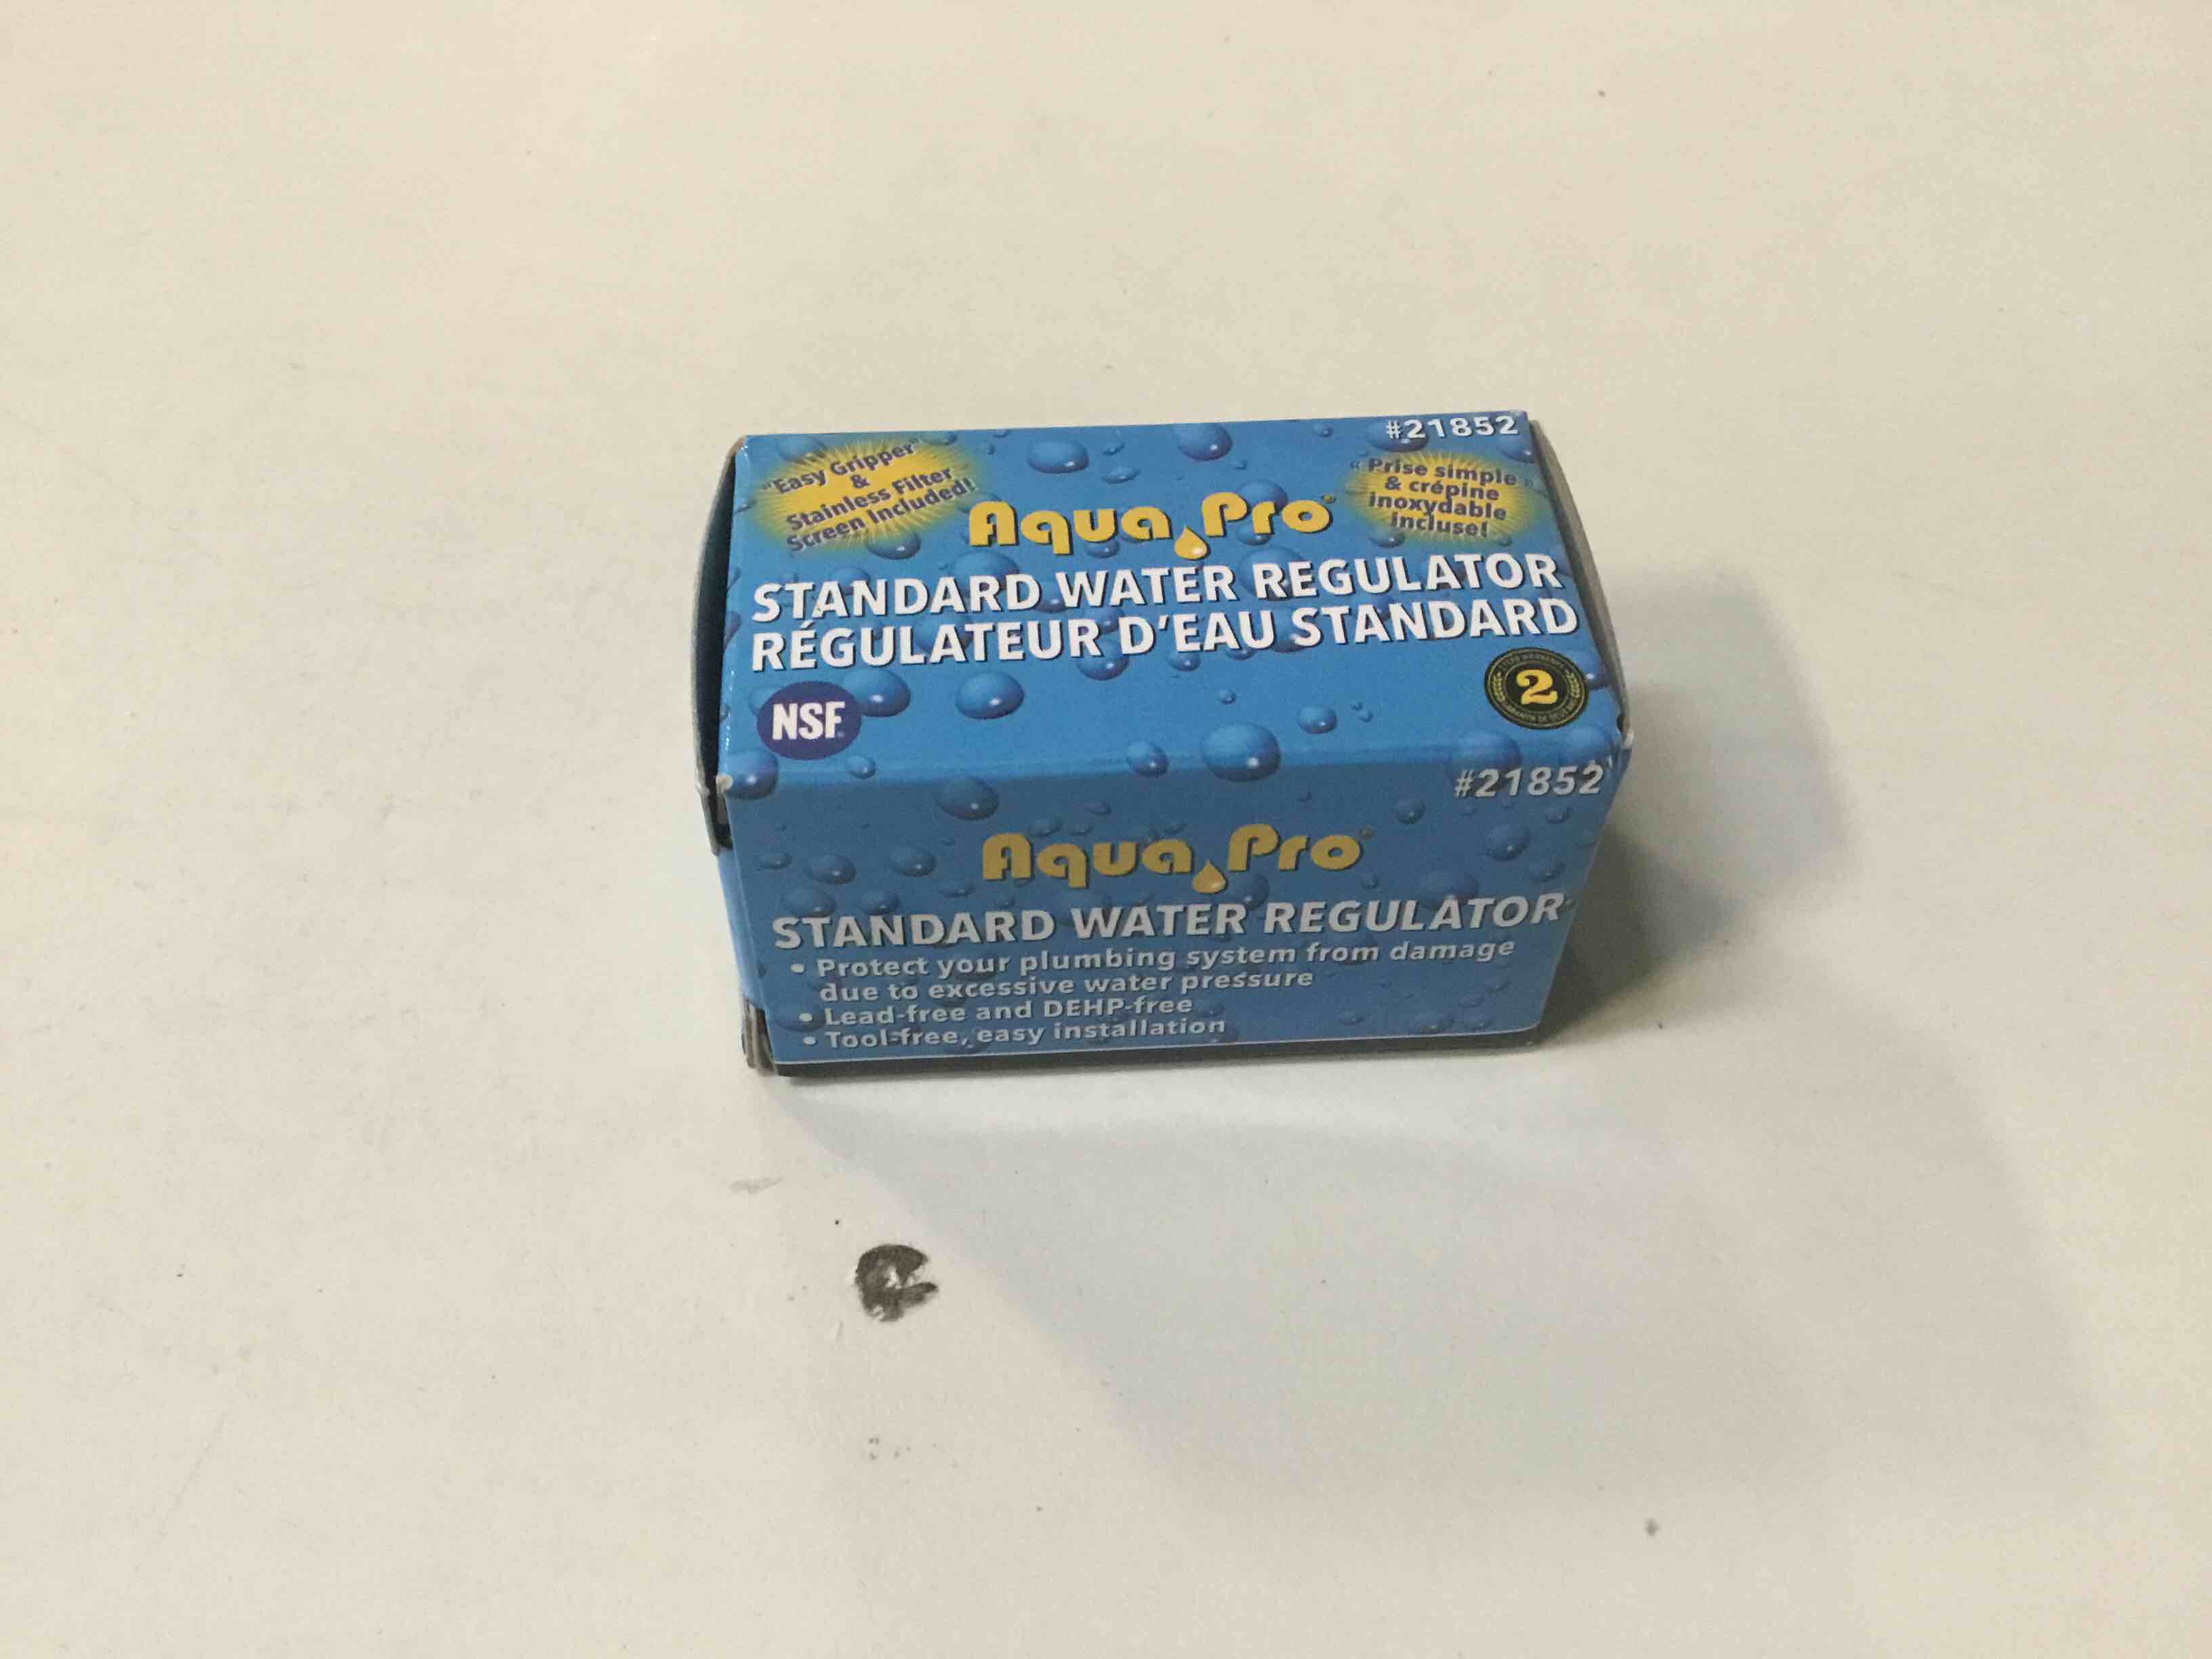 #21852
"Easy Gripper"
&
Stainless Filter
Screen Included!
« Prise simple »
& crépine
inoxydable
incluse!
Aqua Pro
STANDARD WATER REGULATOR
RÉGULATEUR D'EAU STANDARD
NSF
2
#21852
Aqua Pro
STANDARD WATER REGULATOR
• Protect your plumbing system from damage
due to excessive water pressure
• Lead-free and DEHP-free
• Tool-free, easy installation